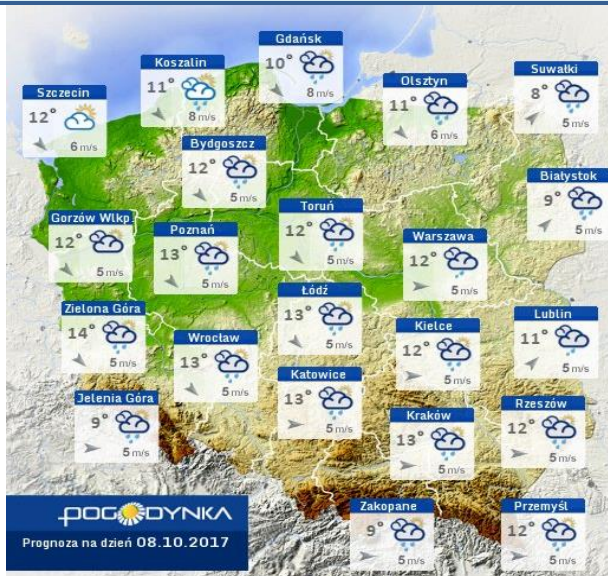 Gdańsk
10°
8 m/s
Koszalin
11°
8 m/s
Suwałki
8°
5 m/s
Olsztyn
11°
6 m/s
Szczecin
12°
6 m/s
Bydgoszcz
12°
5 m/s
Białystok
9°
5 m/s
Toruń
12°
5 m/s
Gorzów Wlkp
12°
5 m/s
Poznań
13°
5 m/s
Warszawa
12°
5 m/s
Łódź
13°
5 m/s
Zielona Góra
14°
5 m/s
Lublin
11°
5 m/s
Kielce
12°
5 m/s
Wrocław
13°
5 m/s
Katowice
13°
5 m/s
Jelenia Góra
9°
5 m/s
Rzeszów
12°
5 m/s
Kraków
13°
5 m/s
Zakopane
9°
5 m/s
Przemyśl
12°
5 m/s
POGODYNKA
Prognoza na dzień 08.10.2017